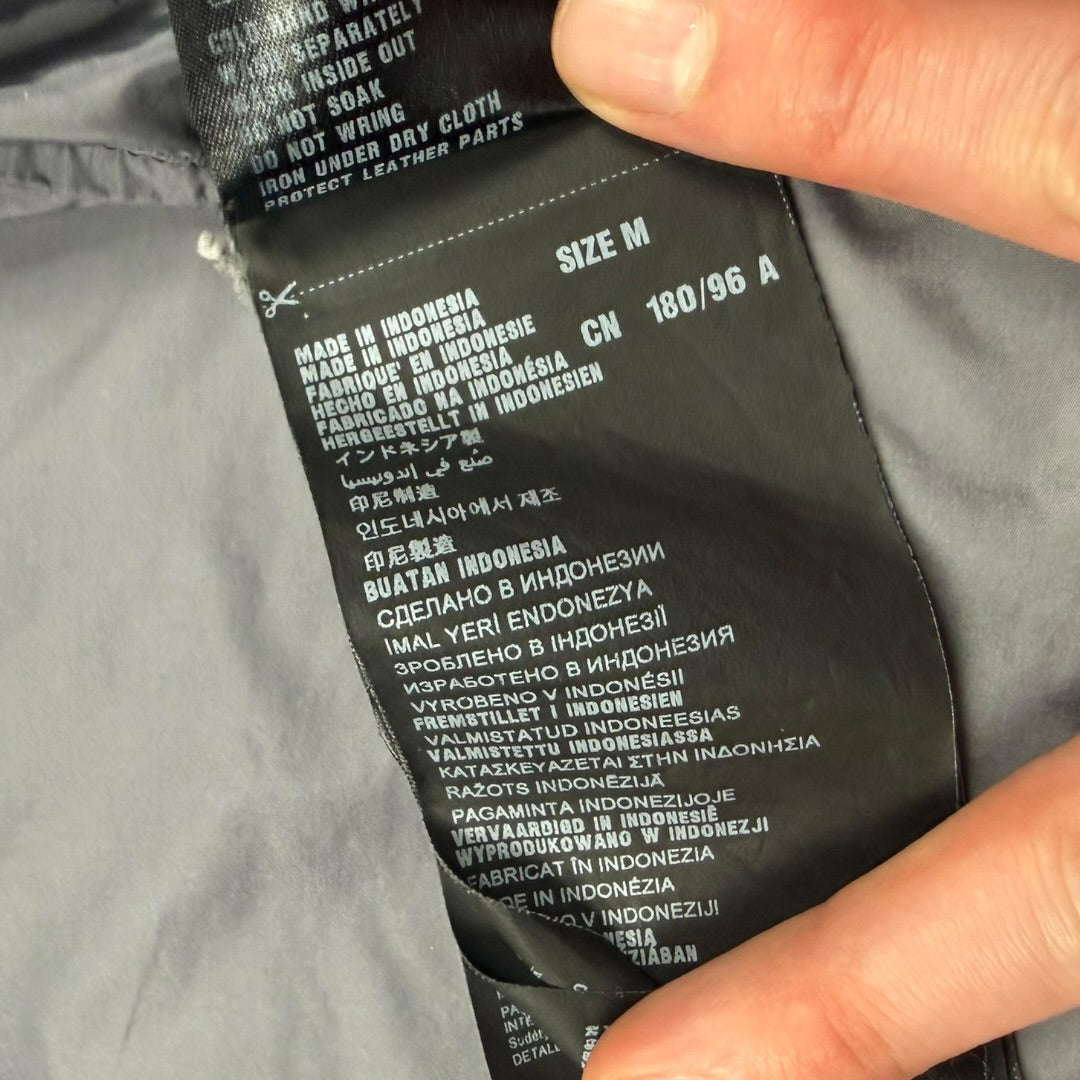 SEPARATELY
INSIDE OUT
NOT SOAK
DO NOT WRING
IRON UNDER DRY CLOTH
PROTECT LEATHER PARTS
SIZE M
CN 180/96 A
MADE IN INDONESIA
MADE IN INDONESIA
FABRIQUE' EN INDONESIE
HECHO EN INDONESIA
FABRICADO NA INDONÉSIA
HERGEESTELLT IN INDONESIEN
インドネシア製
صنع في إندونيسيا
印尼制造
인도네시아에서 제조
印尼製造
BUATAN INDONESIA
СДЕЛАНО В ИНДОНЕЗИИ
IMAL YERİ ENDONEZYA
ЗРОБЛЕНО В ІНДОНЕЗІЇ
ИЗРАБОТЕНО В ИНДОНЕЗИЯ
VYROBENO V INDONÉSII
FREMSTILLET I INDONESIEN
VALMISTATUD INDONEESIAS
VALMISTETTU INDONESIASSA
ΚΑΤΑΣΚΕΥΑΖΕΤΑΙ ΣΤΗΝ ΙΝΔΟΝΗΣΙΑ
RAŽOTS INDONĒZIJĀ
PAGAMINTA INDONEZIJOJE
VERVAARDIGD IN INDONESIË
WYPRODUKOWANO W INDONEZJI
FABRICAT ÎN INDONEZIA
IN INDONÉZIA
V INDONEZIJI